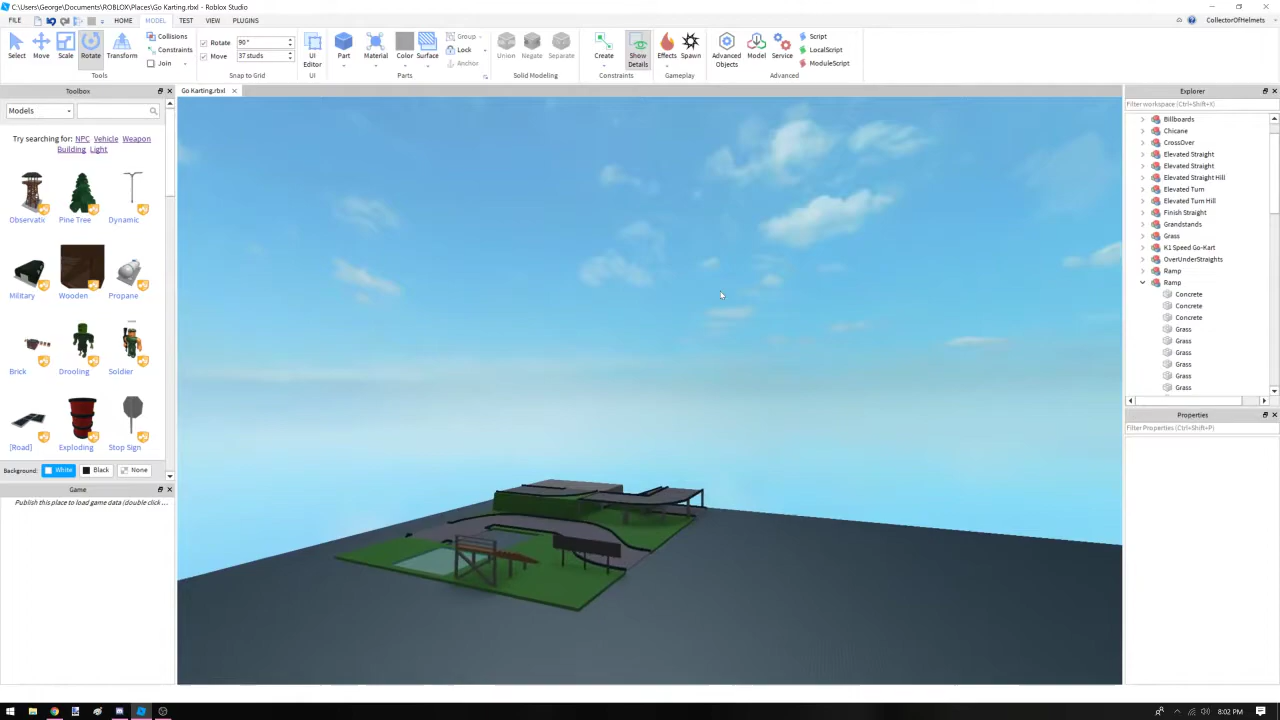 C:\Users\George\Documents\ROBLOX\Places\Go Karting.rbxl - Roblox Studio
FILE HOME MODEL TEST VIEW PLUGINS CollectorOfHelmets
Select Move Scale Rotate Transform
Collisions
Constraints
Join
Tools
Rotate 90 °
Move 37 studs
Snap to Grid
UI
Editor
UI
Part Material Color Surface
Group
Lock
Anchor
Parts
Union Negate Separate
Solid Modeling
Create Show
Details
Constraints
Effects Spawn
Gameplay
Advanced
Objects
Model Service
Script
LocalScript
ModuleScript
Advanced
Toolbox
Models
Try searching for: NPC Vehicle Weapon
Building Light
Observatic Pine Tree Dynamic
Military Wooden Propane
Brick Drooling Soldier
[Road] Exploding Stop Sign
Background: White Black None
Game
Publish this place to load game data (double click ...
Go Karting.rbxl
Explorer
Filter workspace (Ctrl+Shift+X)
Billboards
Chicane
CrossOver
Elevated Straight
Elevated Straight
Elevated Straight Hill
Elevated Turn
Elevated Turn Hill
Finish Straight
Grandstands
Grass
K1 Speed Go-Kart
OverUnderStraights
Ramp
Ramp
Concrete
Concrete
Concrete
Grass
Grass
Grass
Grass
Grass
Grass
Properties
Filter Properties (Ctrl+Shift+P)
8:02 PM